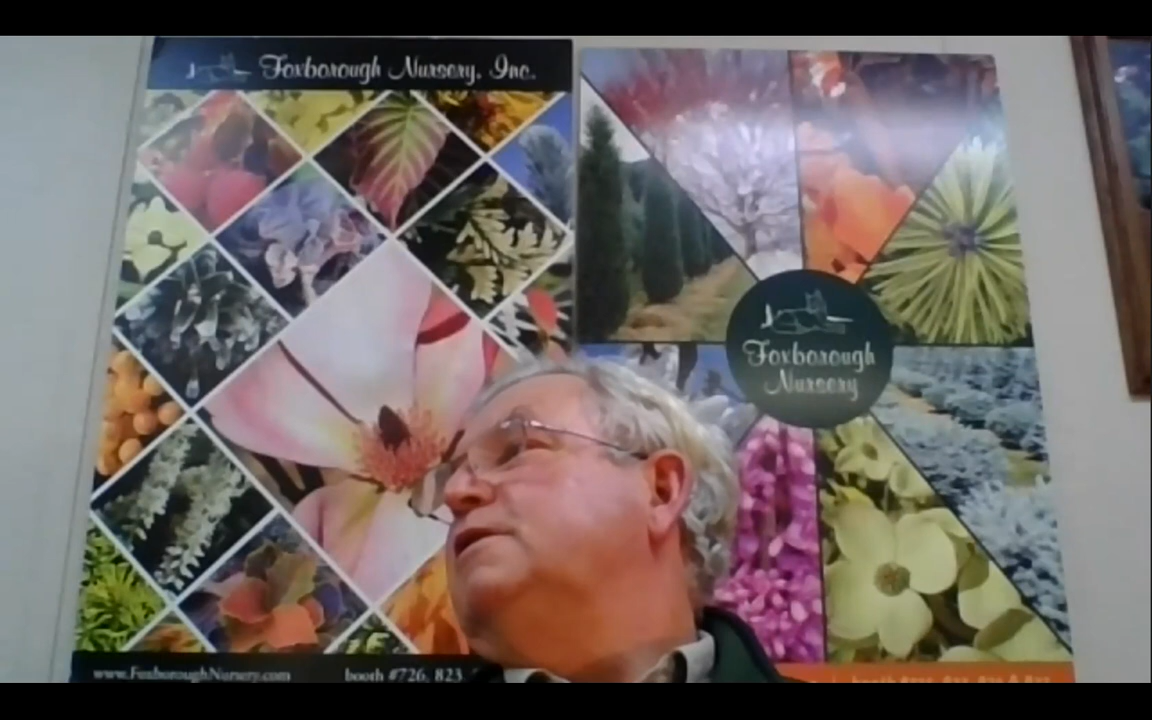 Foxborough Nursery, Inc.
Foxborough
Nursery
www.FoxboroughNursery.com
booth #726, 823,